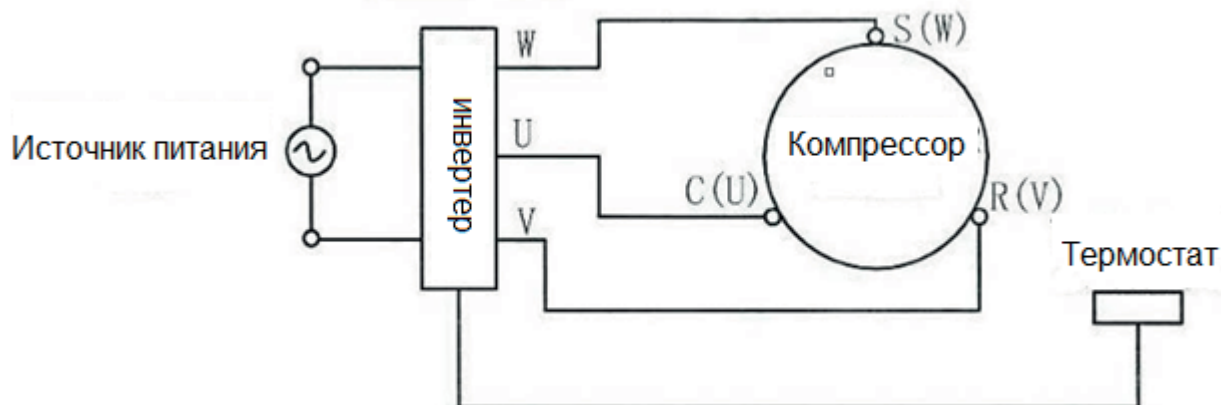 W
S(W)
Источник питания
инвертер
U
Компрессор
C(U)
R(V)
V
Термостат